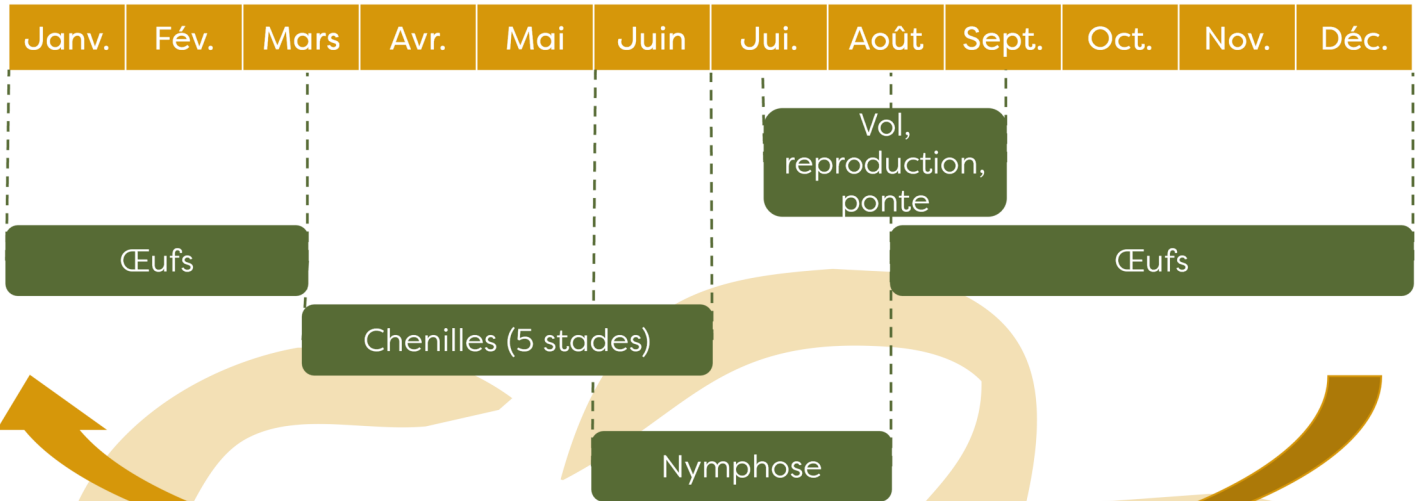 Janv. Fév. Mars Avr. Mai Juin Jui. Août Sept. Oct. Nov. Déc.
Vol,
reproduction,
ponte
Œufs
Œufs
Chenilles (5 stades)
Nymphose